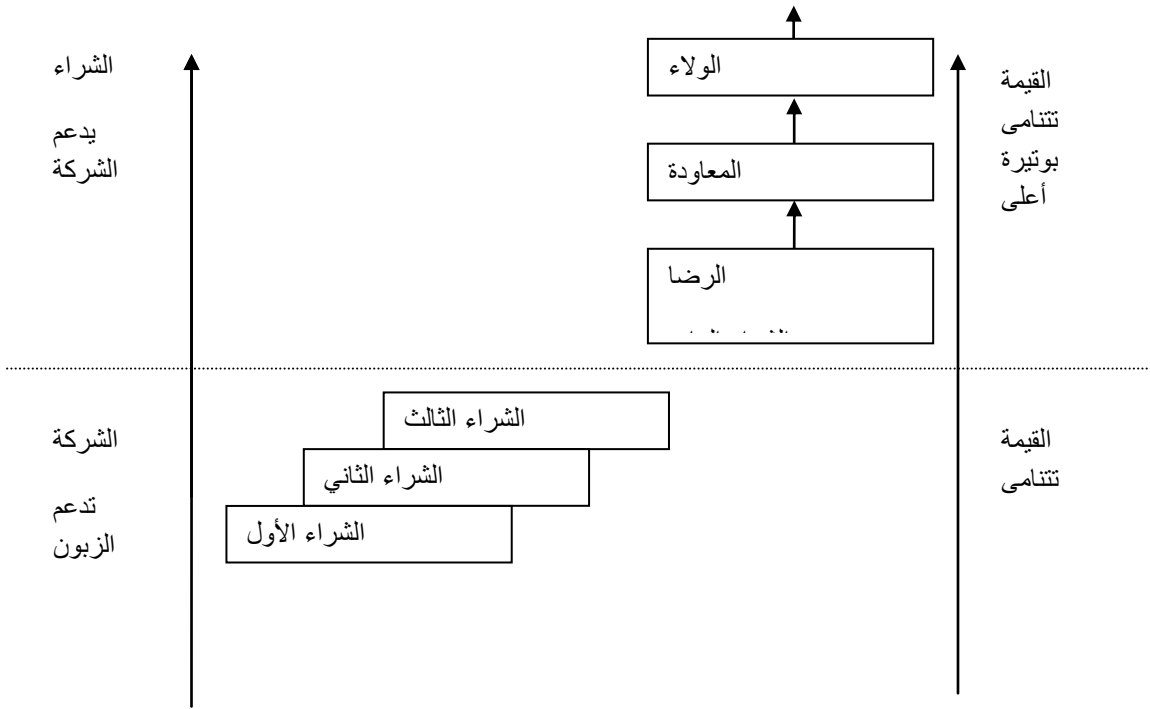 الشراء
يدعم
الشركة
الولاء
المعاودة
الرضا
القيمة
تتنامى
بوتيرة
أعلى
الشركة
تدعم
الزبون
الشراء الثالث
الشراء الثاني
الشراء الأول
القيمة
تتنامى